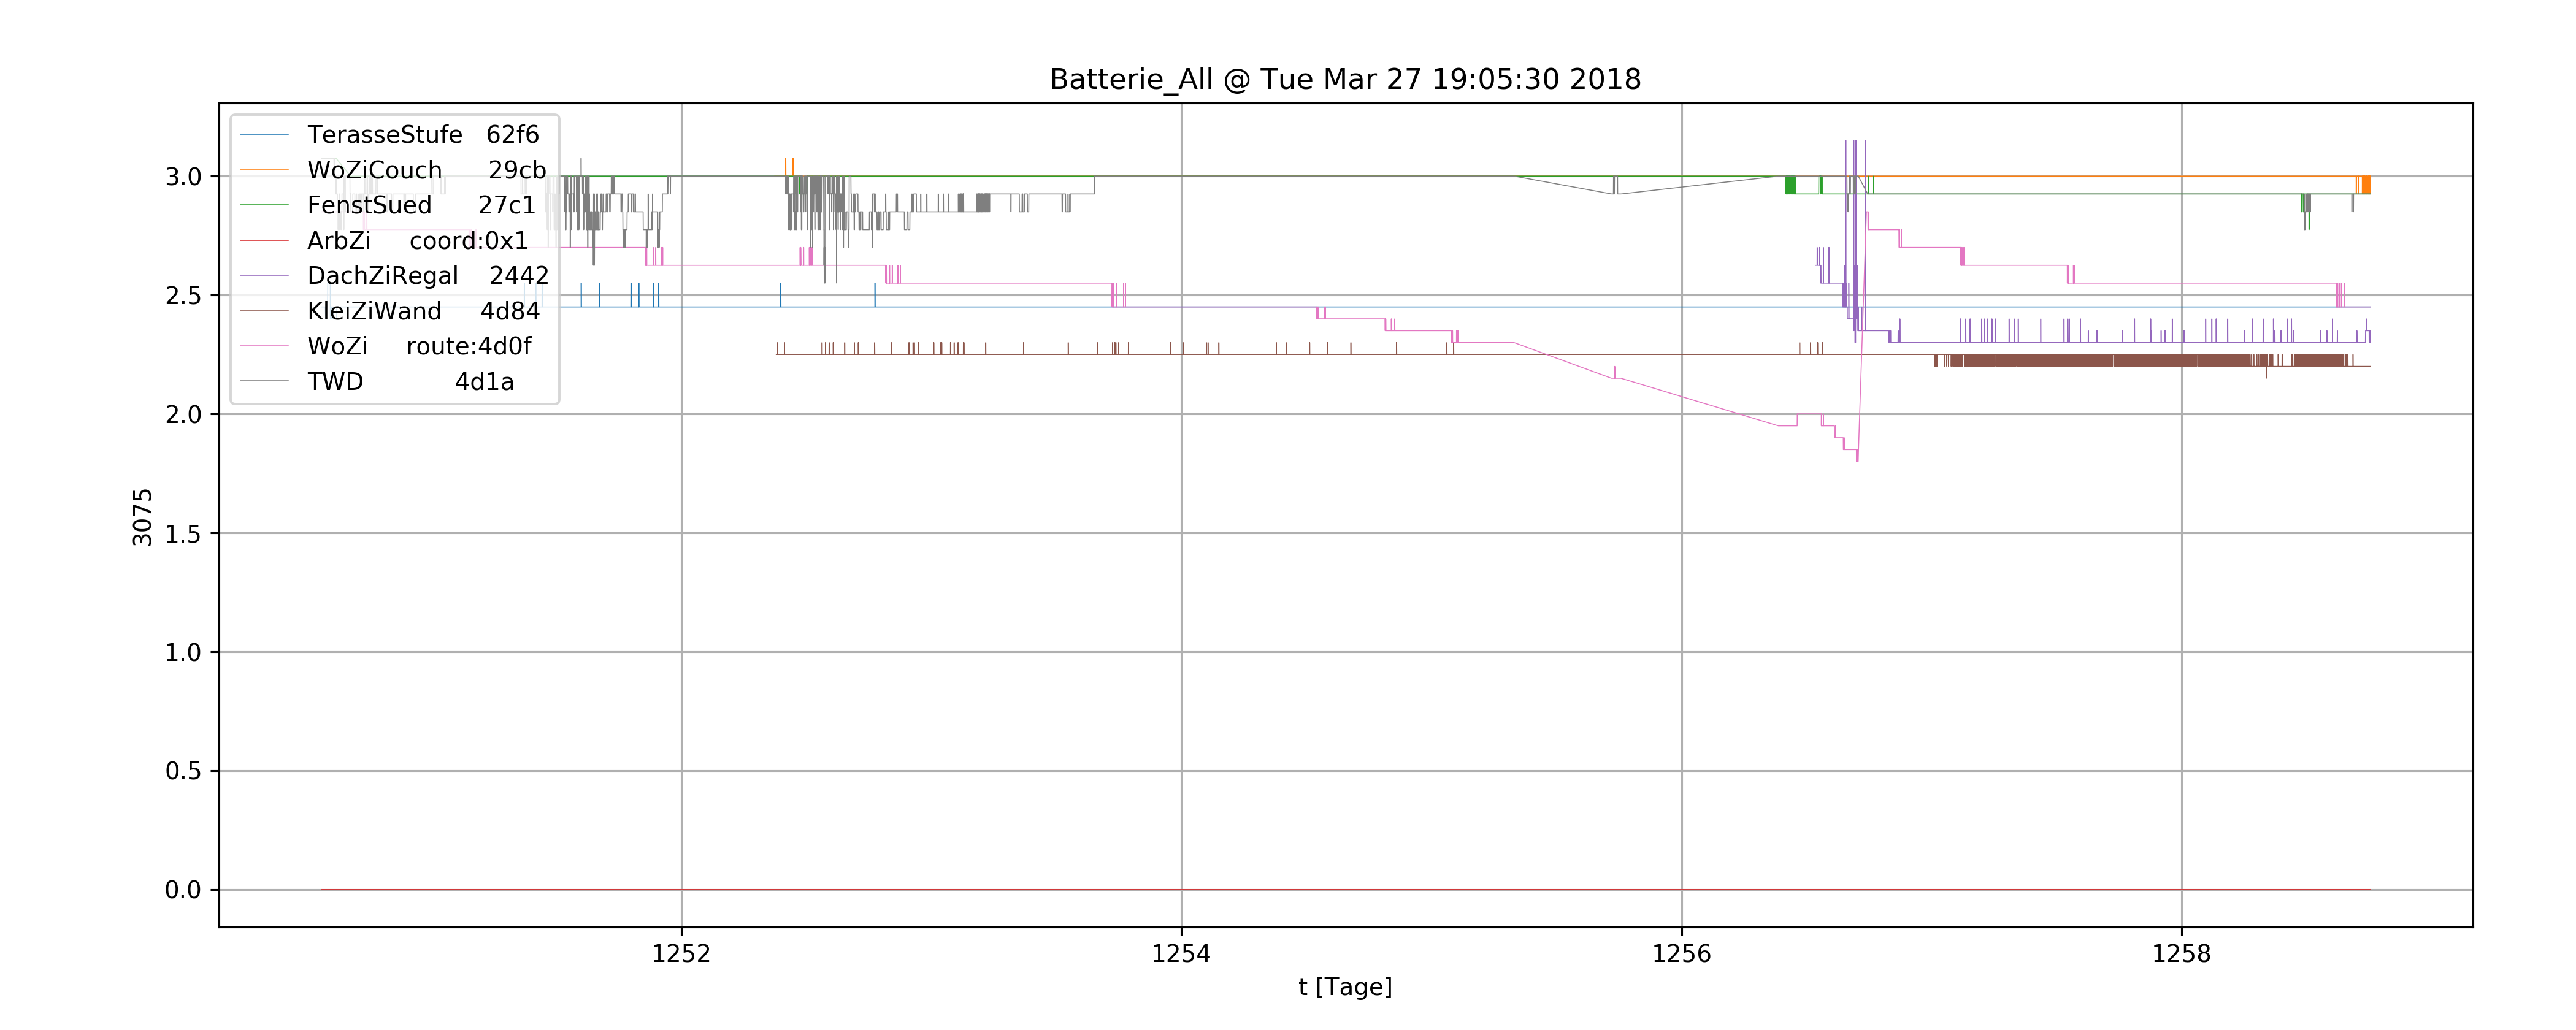 Batterie_All @ Tue Mar 27 19:05:30 2018
TerasseStufe 62f6
WoZiCouch 29cb
FenstSued 27c1
ArbZi coord:0x1
DachZiRegal 2442
KleiZiWand 4d84
WoZi route:4d0f
TWD 4d1a
3075
3.0
2.5
2.0
1.5
1.0
0.5
0.0
1252 1254 1256 1258
t [Tage]